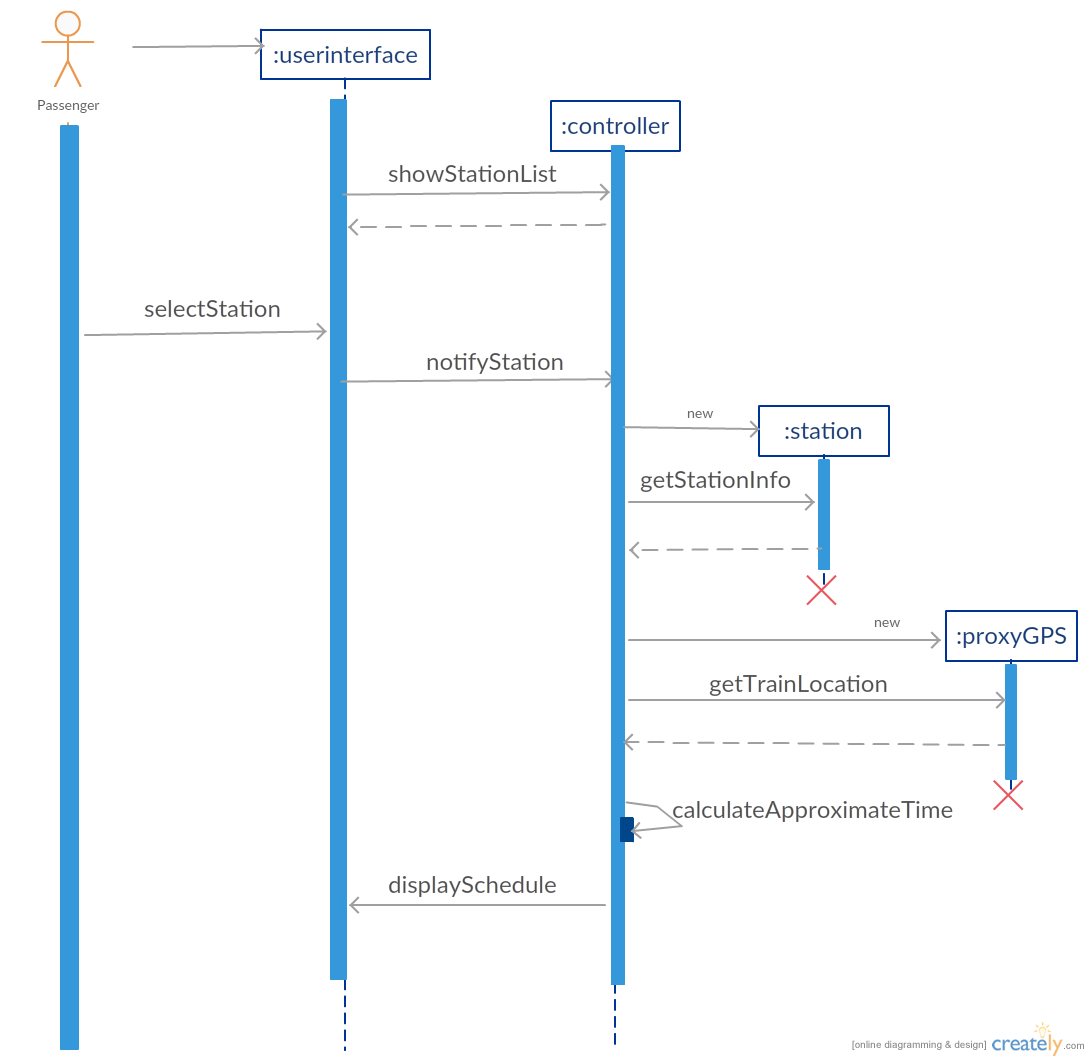 :userinterface
Passenger
:controller
showStationList
selectStation
notifyStation
new
:station
getStationInfo
new
:proxyGPS
getTrainLocation
calculateApproximateTime
displaySchedule
[online diagramming & design] creately.com